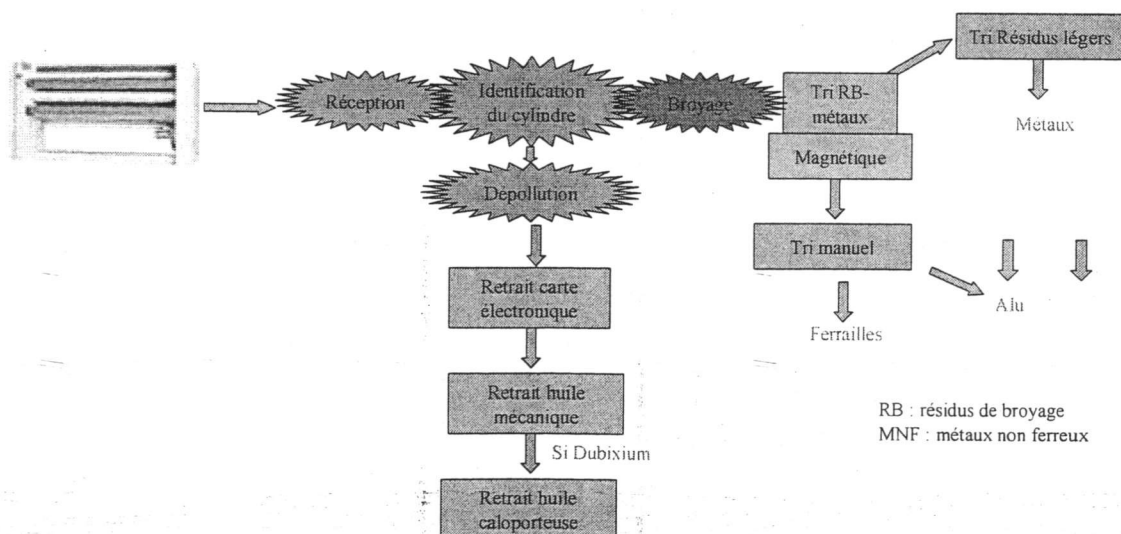 Réception
Identification
du cylindre
Broyage
Tri RB-
métaux
Magnétique
Tri Résidus légers
Métaux
Dépollution
Tri manuel
Retrait carte
électronique
Alu
Ferrailles
Retrait huile
mécanique
RB : résidus de broyage
MNF : métaux non ferreux
Si Dubixium
Retrait huile
caloporteuse